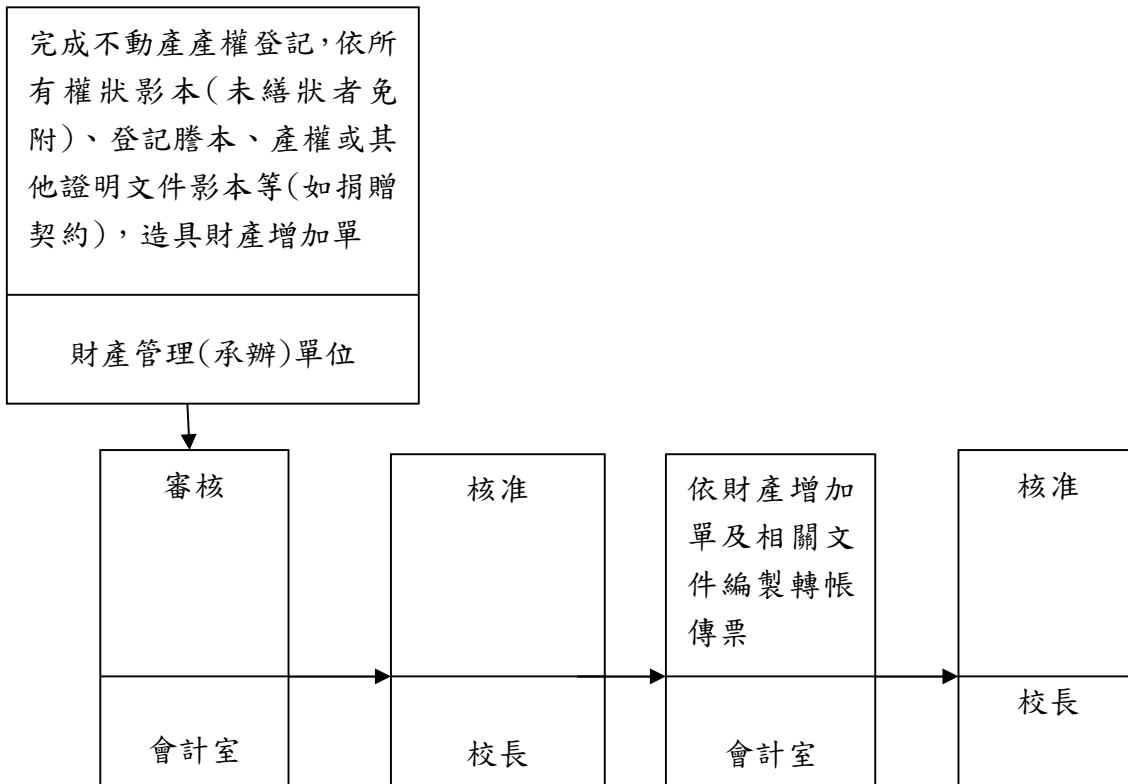 完成不動產產權登記，依所
有權狀影本(未繕狀者免
附)、登記謄本、產權或其
他證明文件影本等(如捐贈
契約)，造具財產增加單
財產管理(承辦)單位
審核
會計室
核准
校長
依財產增加
單及相關文
件編製轉帳
傳票
會計室
核准
校長